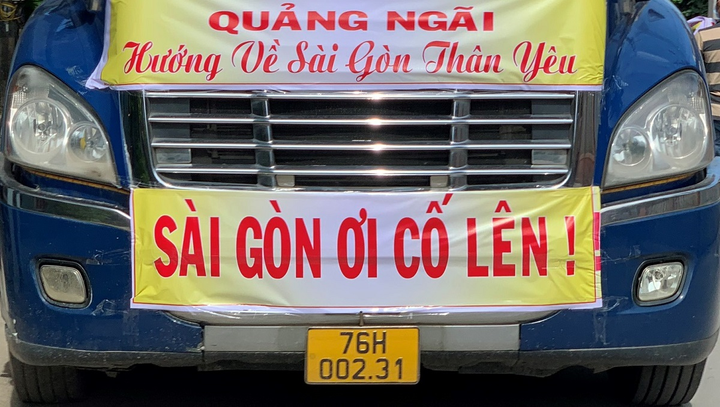 QUẢNG NGÃI
Hướng Về Sài Gòn Thân Yêu
SÀI GÒN ƠI CỐ LÊN !
76H
002.31